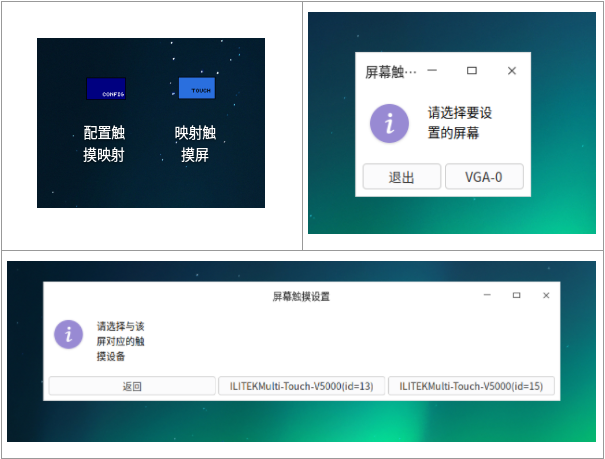 CONFIG
TOUCH
配置触
摸映射
映射触
摸屏
屏幕触…
请选择要设
置的屏幕
退出
VGA-0
屏幕触摸设置
请选择与该
屏对应的触
摸设备
返回
ILITEKMulti-Touch-V5000(id=13)
ILITEKMulti-Touch-V5000(id=15)